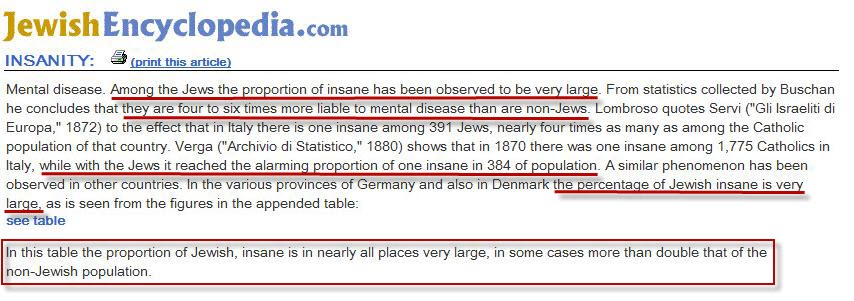 JewishEncyclopedia.com
INSANITY: (print this article)
Mental disease. Among the Jews the proportion of insane has been observed to be very large. From statistics collected by Buschan
he concludes that they are four to six times more liable to mental disease than are non-Jews. Lombroso quotes Servi ("Gli Israeliti di
Europa," 1872) to the effect that in Italy there is one insane among 391 Jews, nearly four times as many as among the Catholic
population of that country. Verga ("Archivio di Statistico," 1880) shows that in 1870 there was one insane among 1,775 Catholics in
Italy, while with the Jews it reached the alarming proportion of one insane in 384 of population. A similar phenomenon has been
observed in other countries. In the various provinces of Germany and also in Denmark the percentage of Jewish insane is very
large, as is seen from the figures in the appended table:
see table
In this table the proportion of Jewish, insane is in nearly all places very large, in some cases more than double that of the
non-Jewish population.